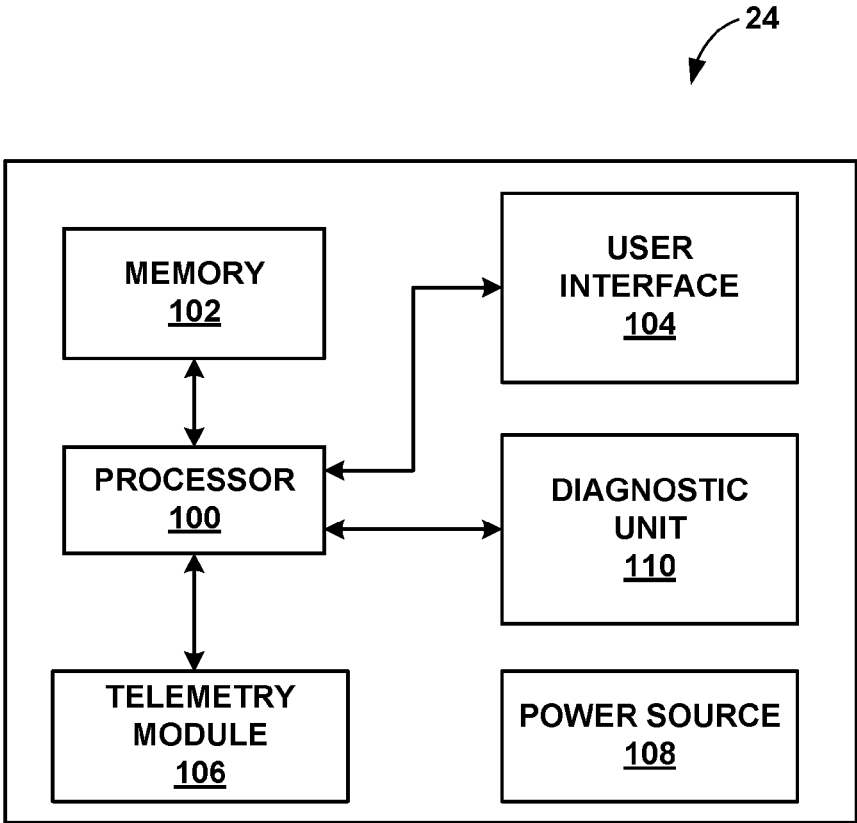 24
MEMORY
102
USER
INTERFACE
104
PROCESSOR
100
DIAGNOSTIC
UNIT
110
TELEMETRY
MODULE
106
POWER SOURCE
108